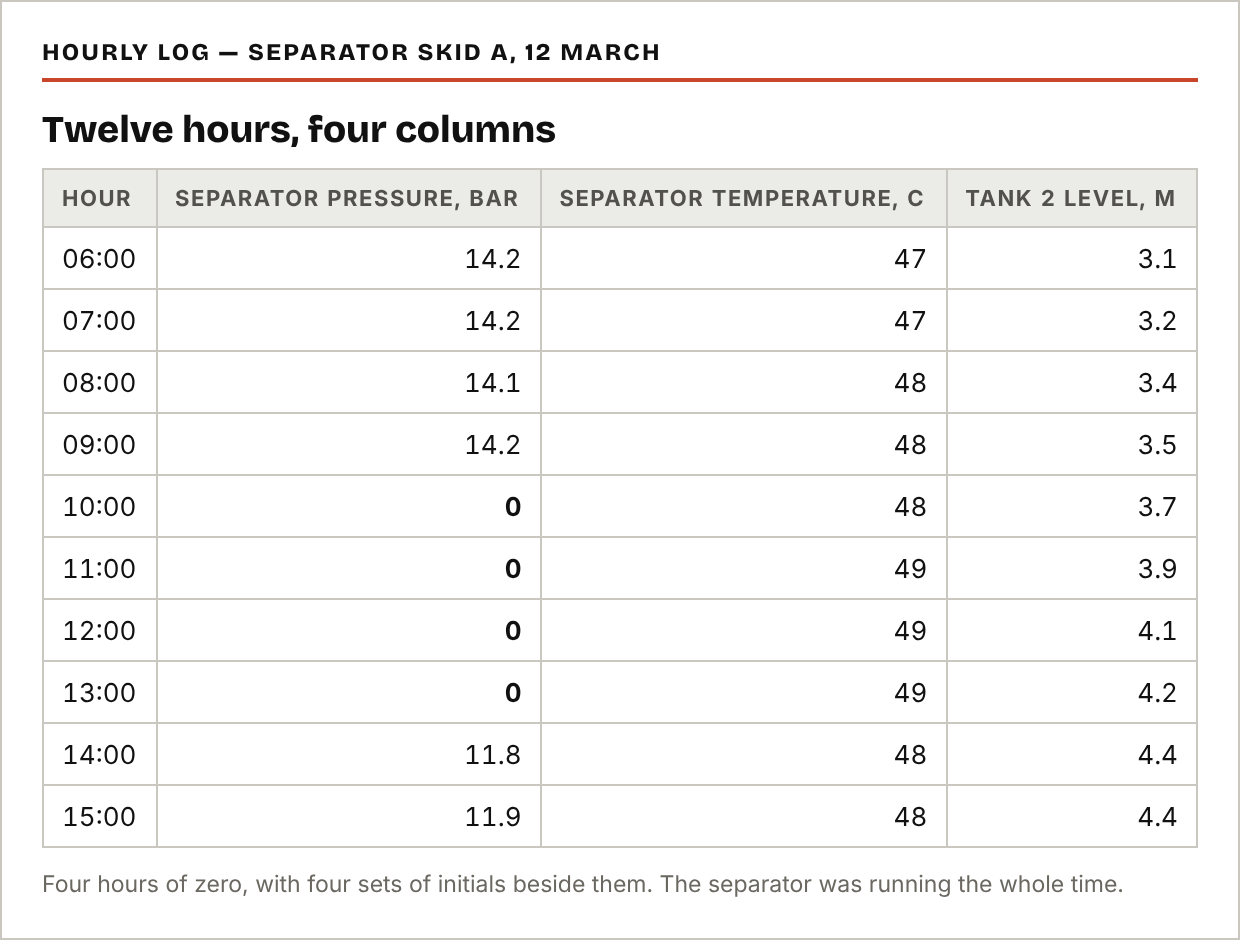 HOURLY LOG — SEPARATOR SKID A, 12 MARCH
Twelve hours, four columns
HOUR SEPARATOR PRESSURE, BAR SEPARATOR TEMPERATURE, C TANK 2 LEVEL, M
06:00 14.2 47 3.1
07:00 14.2 47 3.2
08:00 14.1 48 3.4
09:00 14.2 48 3.5
10:00 0 48 3.7
11:00 0 49 3.9
12:00 0 49 4.1
13:00 0 49 4.2
14:00 11.8 48 4.4
15:00 11.9 48 4.4
Four hours of zero, with four sets of initials beside them. The separator was running the whole time.